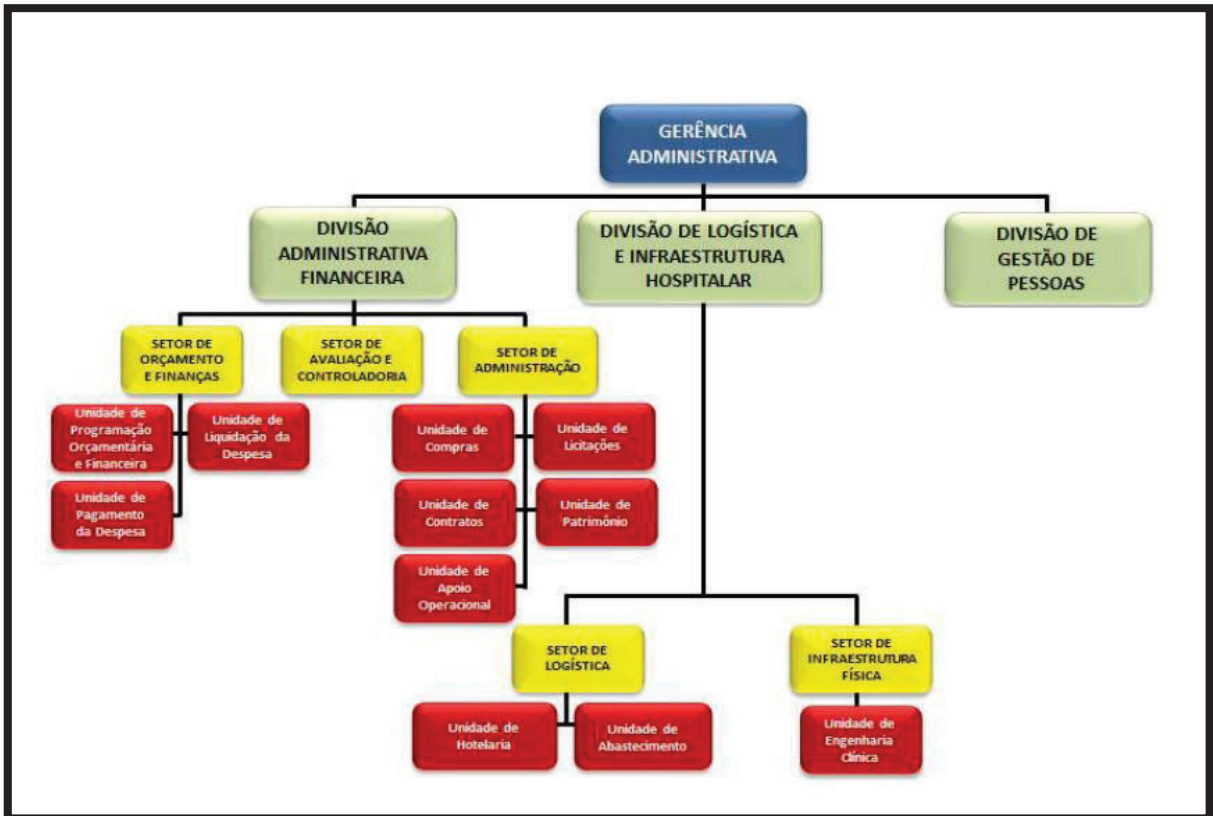 GERÊNCIA
ADMINISTRATIVA
DIVISÃO
ADMINISTRATIVA
FINANCEIRA
DIVISÃO DE LOGÍSTICA
E INFRAESTRUTURA
HOSPITALAR
DIVISÃO DE
GESTÃO DE
PESSOAS
SETOR DE
ORÇAMENTO
E FINANÇAS
SETOR DE
AVALIAÇÃO E
CONTROLADORIA
SETOR DE
ADMINISTRAÇÃO
Unidade de
Programação
Orçamentária
e Financeira
Unidade de
Liquidação da
Despesa
Unidade de
Pagamento
da Despesa
Unidade de
Compras
Unidade de
Licitações
Unidade de
Contratos
Unidade de
Patrimônio
Unidade de
Apoio
Operacional
SETOR DE
LOGÍSTICA
SETOR DE
INFRAESTRUTURA
FÍSICA
Unidade de
Hotelaria
Unidade de
Abastecimento
Unidade de
Engenharia
Clínica